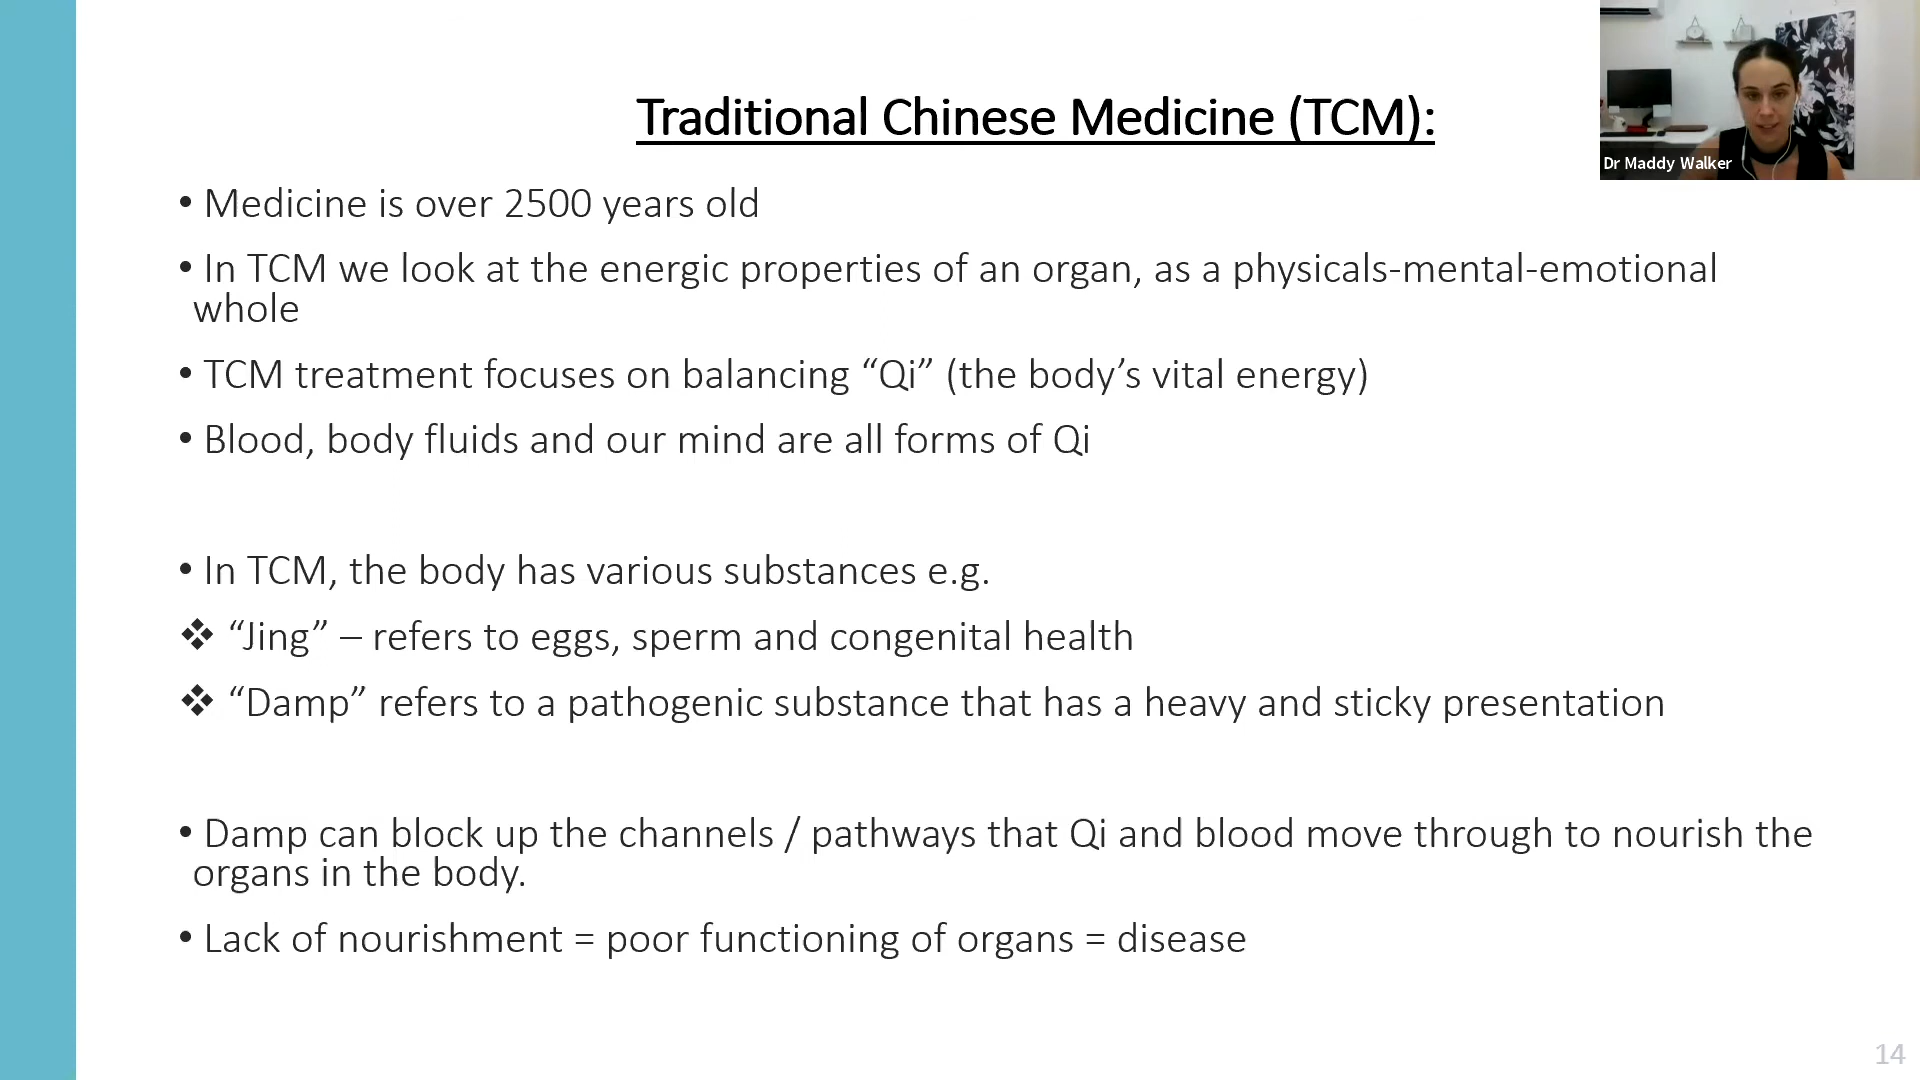 Traditional Chinese Medicine (TCM):
Dr Maddy Walker
• Medicine is over 2500 years old
• In TCM we look at the energic properties of an organ, as a physicals-mental-emotional
whole
• TCM treatment focuses on balancing “Qi” (the body’s vital energy)
• Blood, body fluids and our mind are all forms of Qi
• In TCM, the body has various substances e.g.
❖ “Jing” – refers to eggs, sperm and congenital health
❖ “Damp” refers to a pathogenic substance that has a heavy and sticky presentation
• Damp can block up the channels / pathways that Qi and blood move through to nourish the
organs in the body.
• Lack of nourishment = poor functioning of organs = disease
14